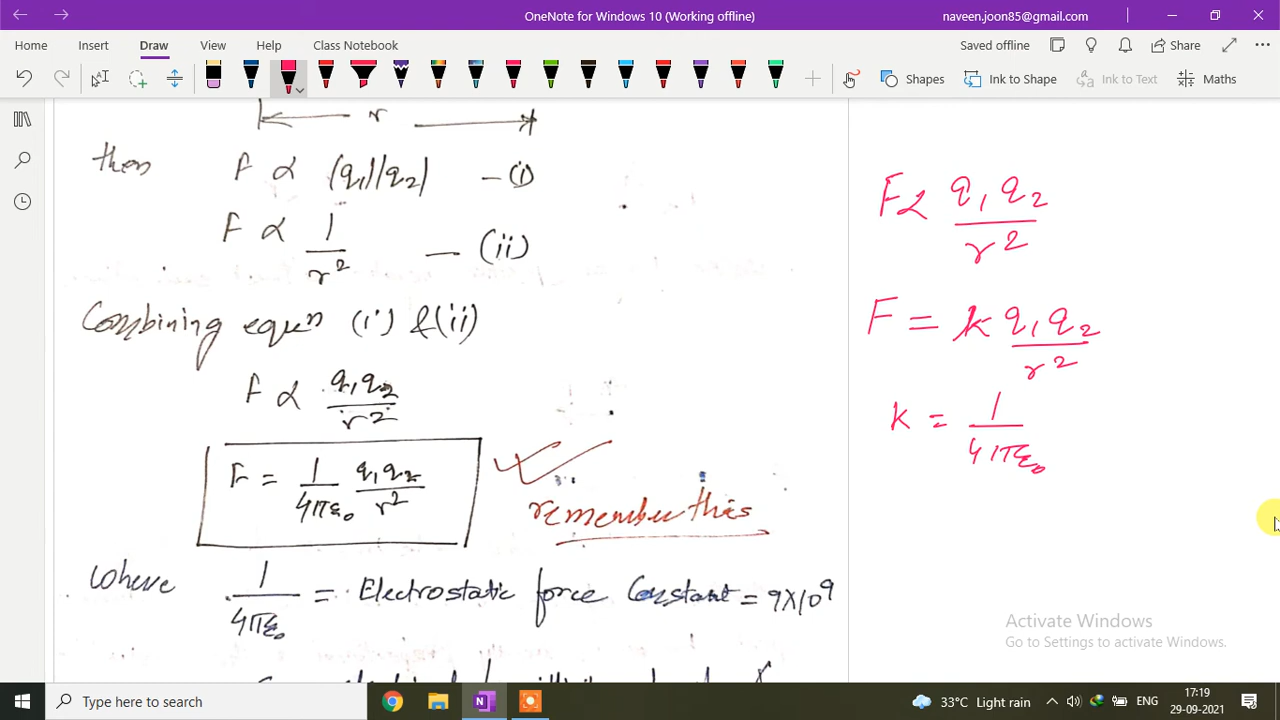 OneNote for Windows 10 (Working offline)
naveen.joon85@gmail.com
Home Insert Draw View Help Class Notebook
Saved offline
Share
Shapes
Ink to Shape
Ink to Text
Maths
r
then F ∝ |q₁||q₂| — (i)
F ∝ 1/r² — (ii)
Combining equⁿ (i) & (ii)
F ∝ q₁q₂/r²
F = 1/4πε₀ q₁q₂/r²
remember this
Where 1/4πε₀ = Electrostatic force Constant = 9×10⁹
F ∝ q₁q₂/r²
F = k q₁q₂/r²
k = 1/4πε₀
Activate Windows
Go to Settings to activate Windows.
Type here to search
33°C Light rain
ENG
17:19
29-09-2021